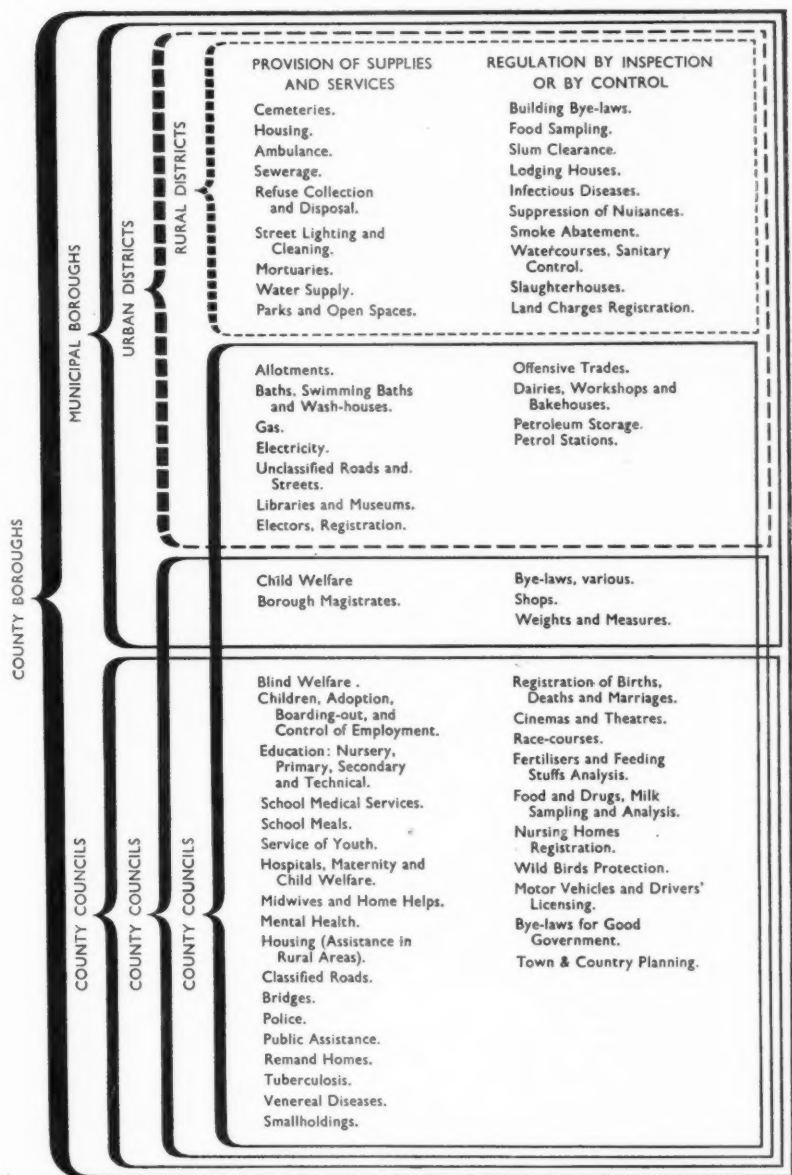 COUNTY BOROUGHS
MUNICIPAL BOROUGHS
URBAN DISTRICTS
RURAL DISTRICTS
PROVISION OF SUPPLIES
AND SERVICES
Cemeteries.
Housing.
Ambulance.
Sewerage.
Refuse Collection
and Disposal.
Street Lighting and
Cleaning.
Mortuaries.
Water Supply.
Parks and Open Spaces.
REGULATION BY INSPECTION
OR BY CONTROL
Building Bye-laws.
Food Sampling.
Slum Clearance.
Lodging Houses.
Infectious Diseases.
Suppression of Nuisances.
Smoke Abatement.
Watercourses, Sanitary
Control.
Slaughterhouses.
Land Charges Registration.
Allotments.
Baths, Swimming Baths
and Wash-houses.
Gas.
Electricity.
Unclassified Roads and
Streets.
Libraries and Museums.
Electors, Registration.
Offensive Trades.
Dairies, Workshops and
Bakehouses.
Petroleum Storage.
Petrol Stations.
Child Welfare
Borough Magistrates.
Bye-laws, various.
Shops.
Weights and Measures.
COUNTY COUNCILS
COUNTY COUNCILS
COUNTY COUNCILS
Blind Welfare .
Children, Adoption,
Boarding-out, and
Control of Employment.
Education: Nursery,
Primary, Secondary
and Technical.
School Medical Services.
School Meals.
Service of Youth.
Hospitals, Maternity and
Child Welfare.
Midwives and Home Helps.
Mental Health.
Housing (Assistance in
Rural Areas).
Classified Roads.
Bridges.
Police.
Public Assistance.
Remand Homes.
Tuberculosis.
Venereal Diseases.
Smallholdings.
Registration of Births,
Deaths and Marriages.
Cinemas and Theatres.
Race-courses.
Fertilisers and Feeding
Stuffs Analysis.
Food and Drugs, Milk
Sampling and Analysis.
Nursing Homes
Registration.
Wild Birds Protection.
Motor Vehicles and Drivers'
Licensing.
Bye-laws for Good
Government.
Town & Country Planning.